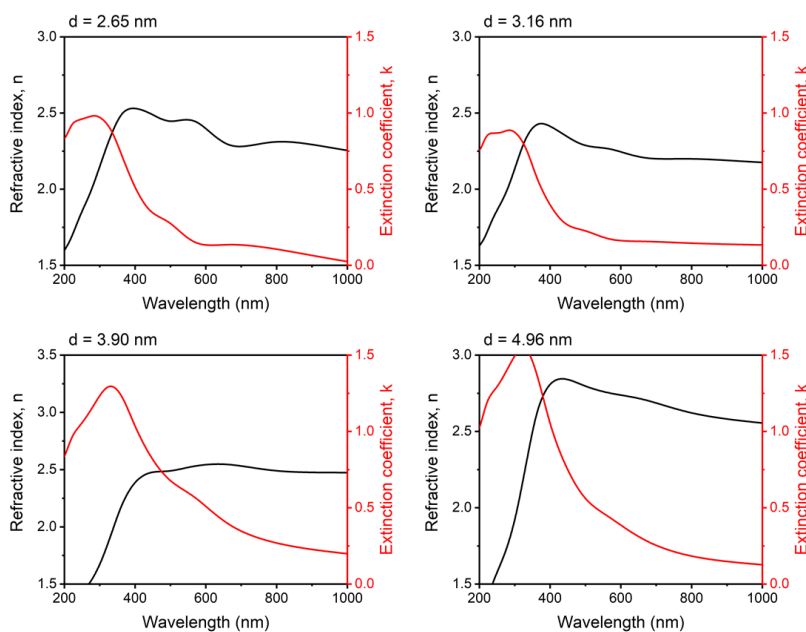 d = 2.65 nm
3.0
2.5
2.0
1.5
Refractive index, n
1.5
1.0
0.5
0.0
Extinction coefficient, k
200 400 600 800 1000
Wavelength (nm)
d = 3.16 nm
3.0
2.5
2.0
1.5
Refractive index, n
1.5
1.0
0.5
0.0
Extinction coefficient, k
200 400 600 800 1000
Wavelength (nm)
d = 3.90 nm
3.5
3.0
2.5
2.0
1.5
Refractive index, n
1.5
1.0
0.5
0.0
Extinction coefficient, k
200 400 600 800 1000
Wavelength (nm)
d = 4.96 nm
3.0
2.5
2.0
1.5
Refractive index, n
1.5
1.0
0.5
0.0
Extinction coefficient, k
200 400 600 800 1000
Wavelength (nm)